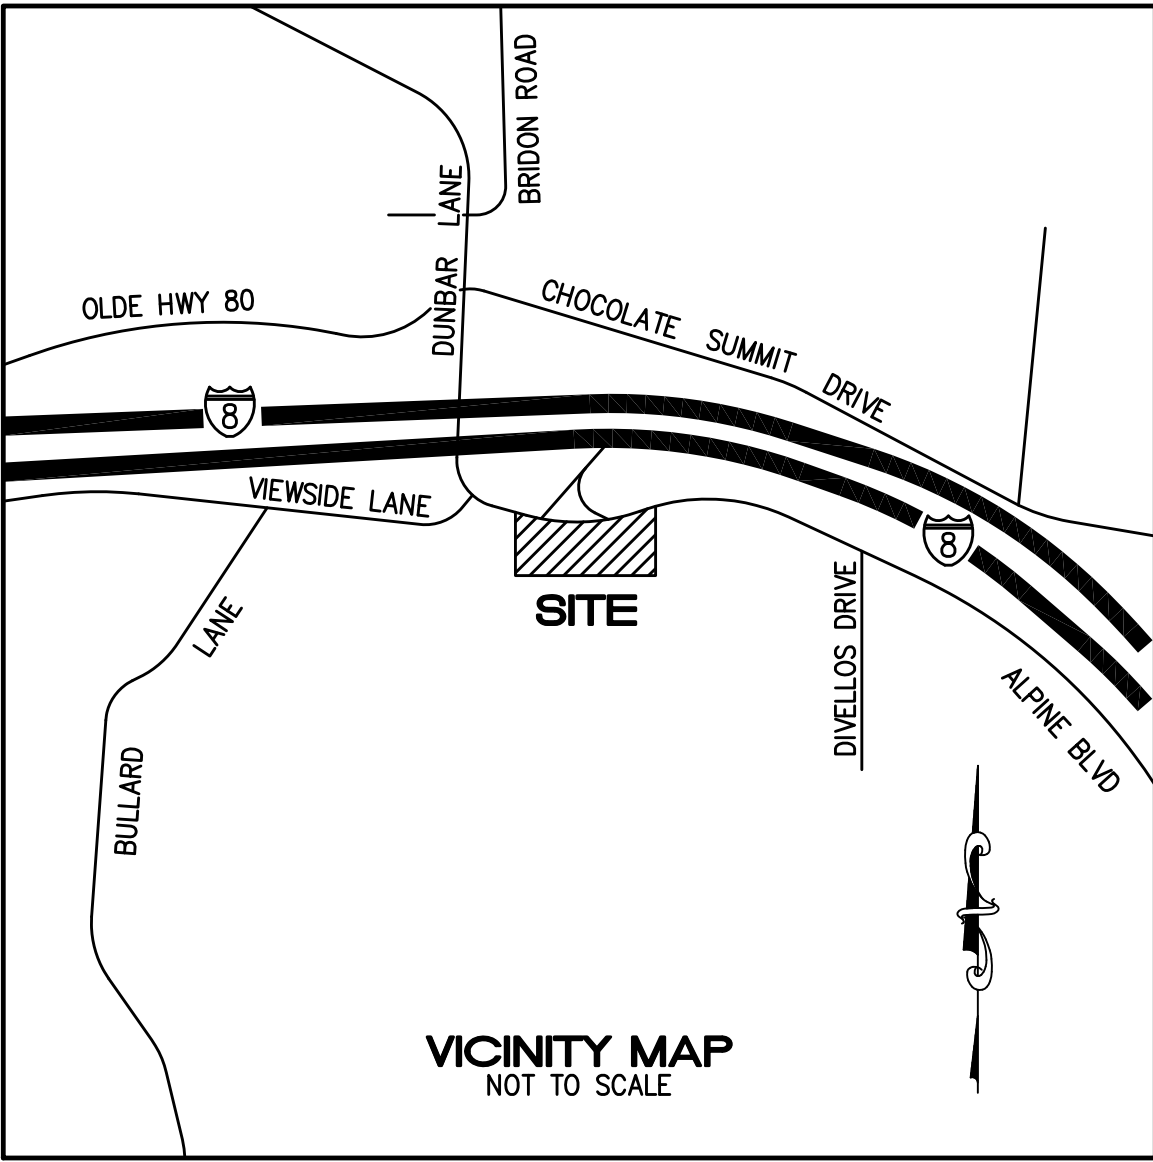 BRIDON ROAD
DUNBAR LANE
OLDE HWY 80
CHOCOLATE SUMMIT DRIVE
8
VIEWSIDE LANE
8
SITE
BULLARD LANE
DIVELLOS DRIVE
ALPINE BLVD
VICINITY MAP
NOT TO SCALE